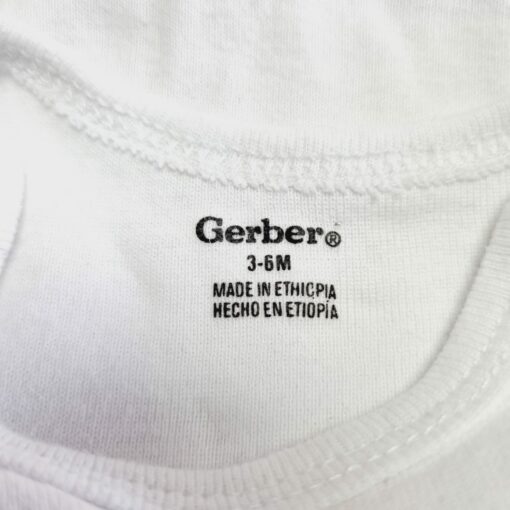 Gerber®
3-6M
MADE IN ETHIOPIA
HECHO EN ETIOPÍA